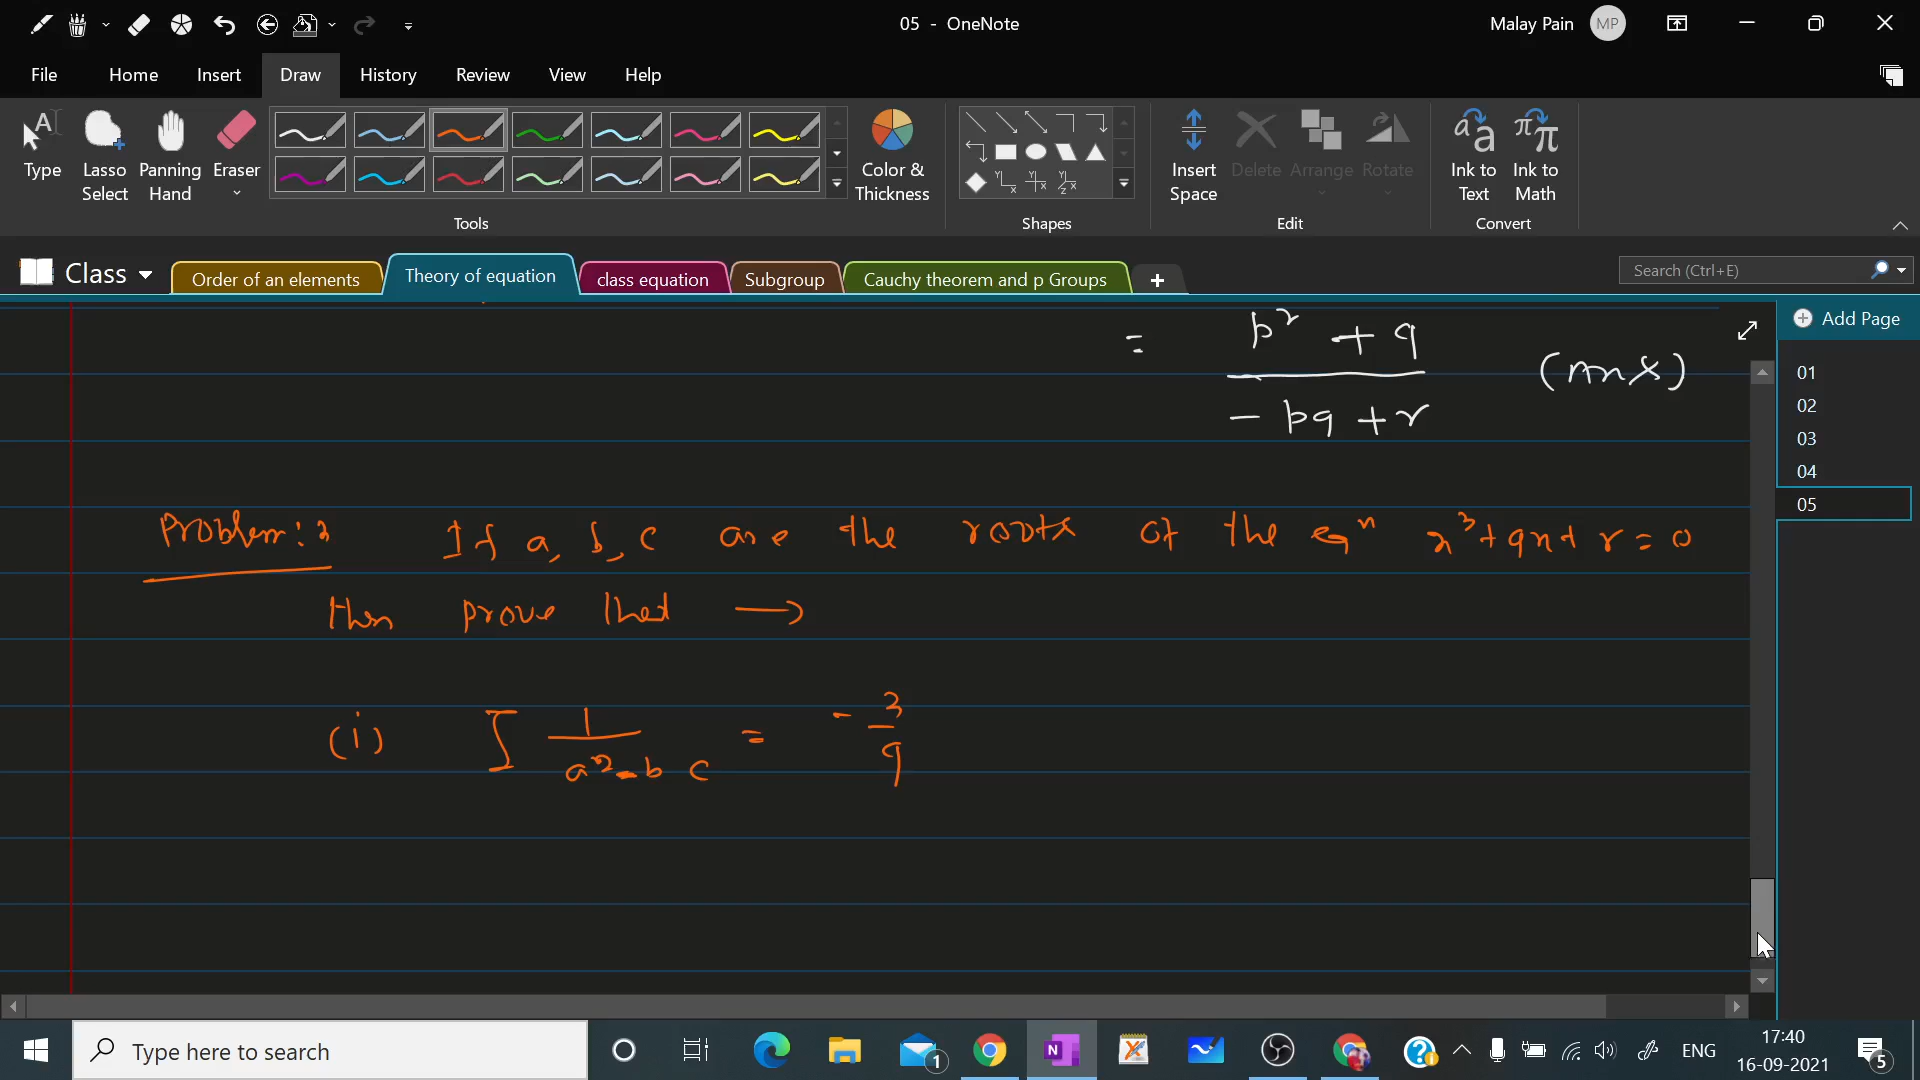 05 - OneNote
Malay Pain MP
File Home Insert Draw History Review View Help
Type
Lasso Select
Panning Hand
Eraser
Color & Thickness
Insert Space
Delete
Arrange
Rotate
Ink to Text
Ink to Math
Tools
Shapes
Edit
Convert
Class
Order of an elements
Theory of equation
class equation
Subgroup
Cauchy theorem and p Groups
Search (Ctrl+E)
Add Page
01
02
03
04
05
= (p² + q) / (- pq + r)
Problem: 2 If a, b, c are the roots of the eqⁿ x³ + qx + r = 0
then prove that →
(i) Σ 1 / (a² - b c) = - 3 / q
Type here to search
1
ENG
17:40
16-09-2021
5